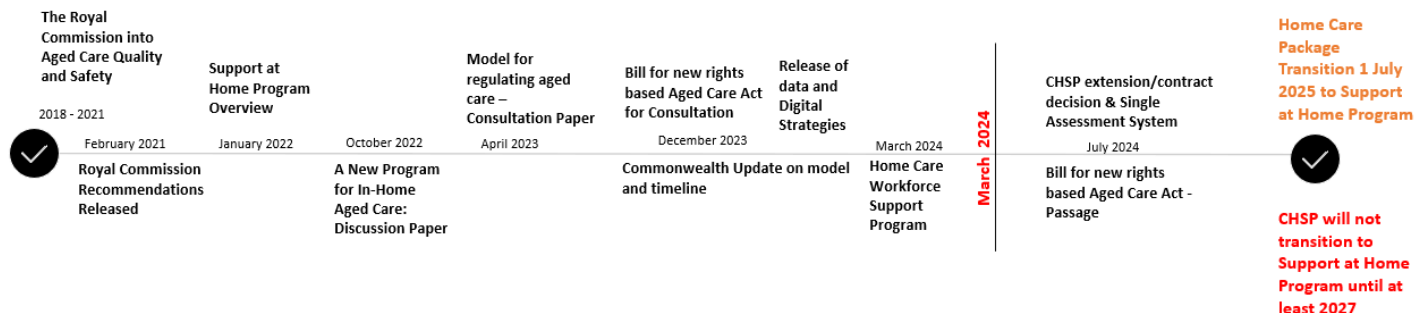 The Royal
Commission into
Aged Care Quality
and Safety
2018 - 2021
February 2021
Royal Commission
Recommendations
Released
Support at
Home Program
Overview
January 2022
October 2022
A New Program
for In-Home
Aged Care:
Discussion Paper
Model for
regulating aged
care –
Consultation Paper
April 2023
Bill for new rights
based Aged Care Act
for Consultation
Release of
data and
Digital
Strategies
December 2023
Commonwealth Update on model
and timeline
March 2024
Home Care
Workforce
Support
Program
March 2024
CHSP extension/contract
decision & Single
Assessment System
July 2024
Bill for new rights
based Aged Care Act -
Passage
Home Care
Package
Transition 1 July
2025 to Support
at Home Program
CHSP will not
transition to
Support at Home
Program until at
least 2027